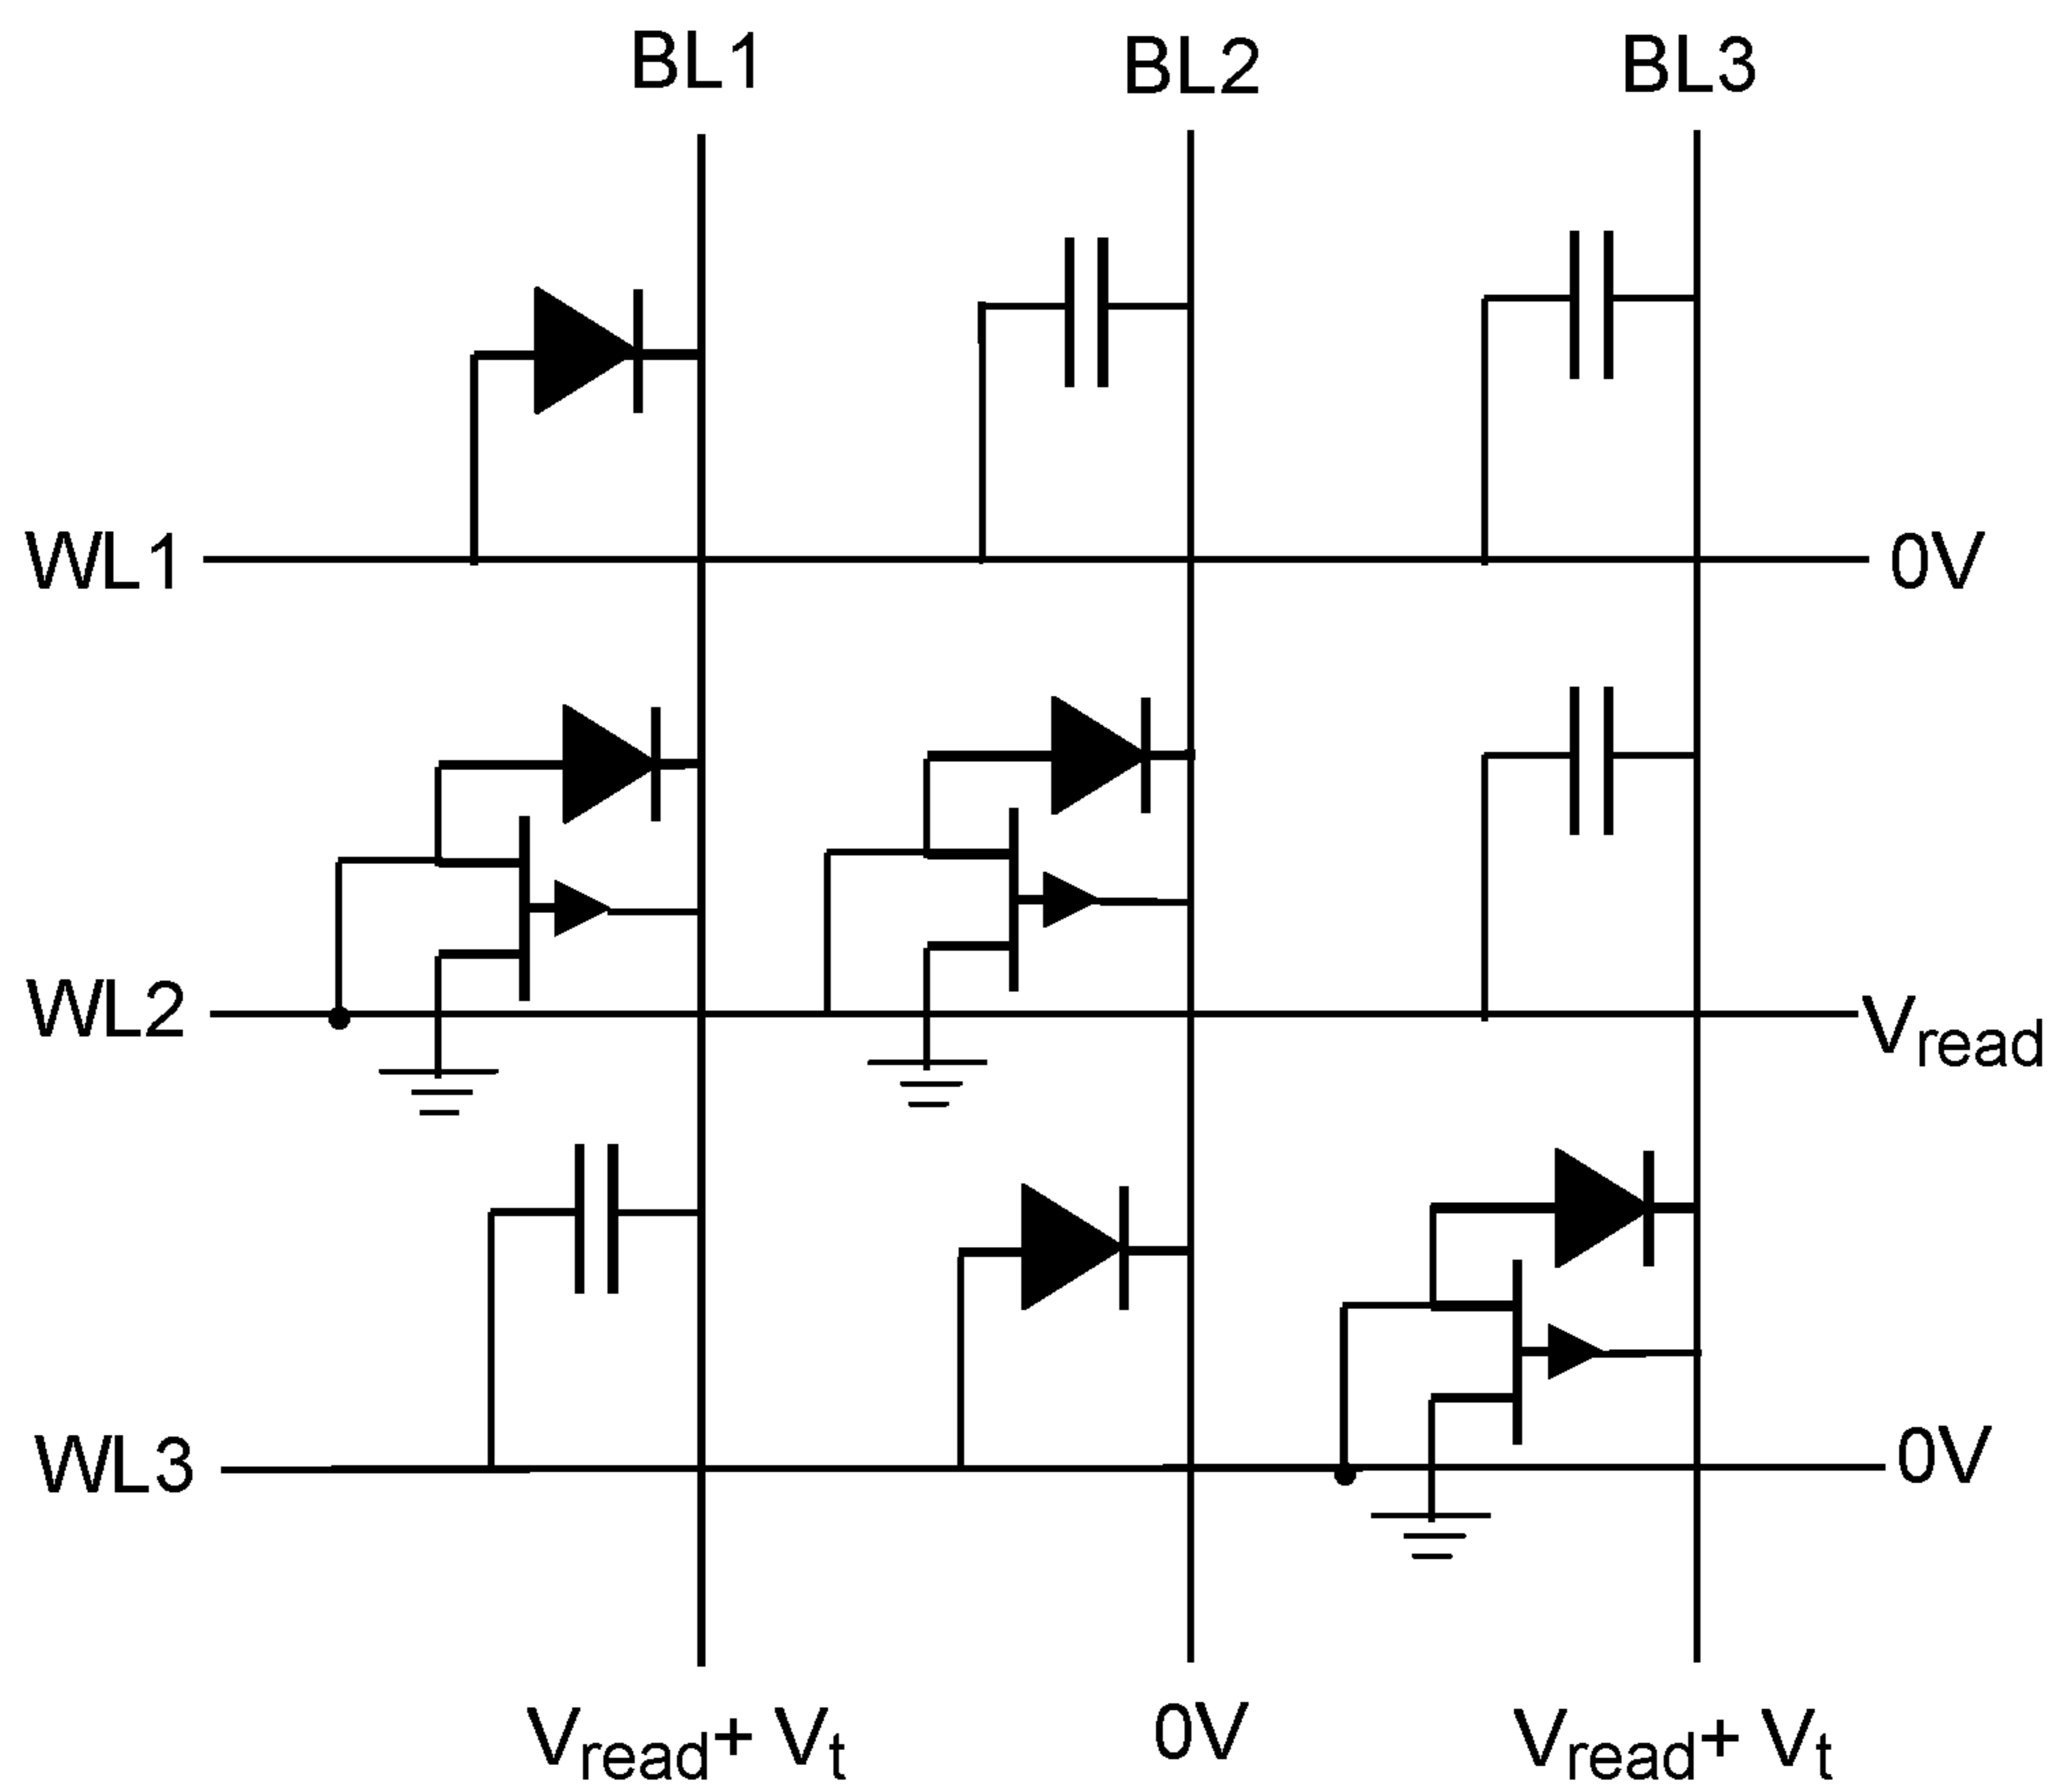 BL1 BL2 BL3
WL1 0V
WL2 Vread
WL3 0V
Vread+ Vt 0V Vread+ Vt